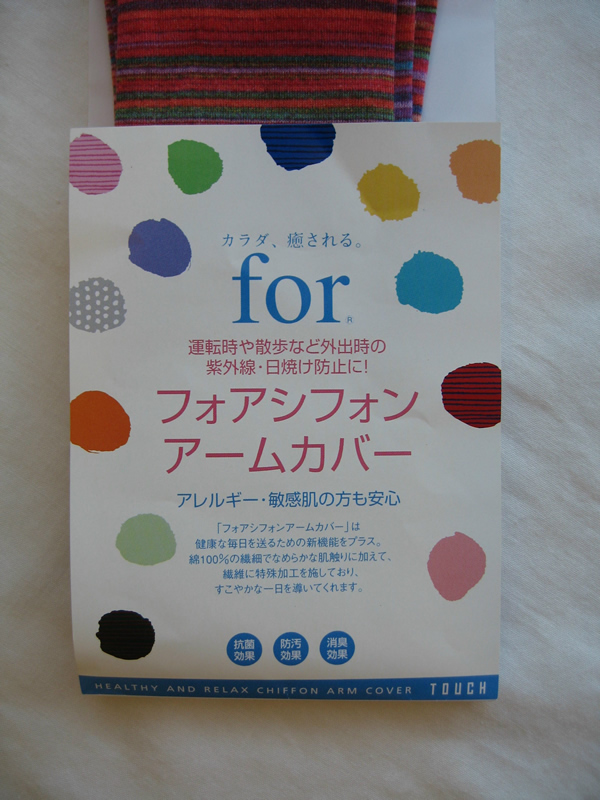 カラダ、癒される。
for®
運転時や散歩など外出時の
紫外線・日焼け防止に!
フォアシフォン
アームカバー
アレルギー・敏感肌の方も安心
「フォアシフォンアームカバー」は
健康な毎日を送るための新機能をプラス。
綿100%の繊細でなめらかな肌触りに加えて、
繊維に特殊加工を施しており、
すこやかな一日を導いてくれます。
抗菌 防汚 消臭
効果 効果 効果
HEALTHY AND RELAX CHIFFON ARM COVER TOUCH